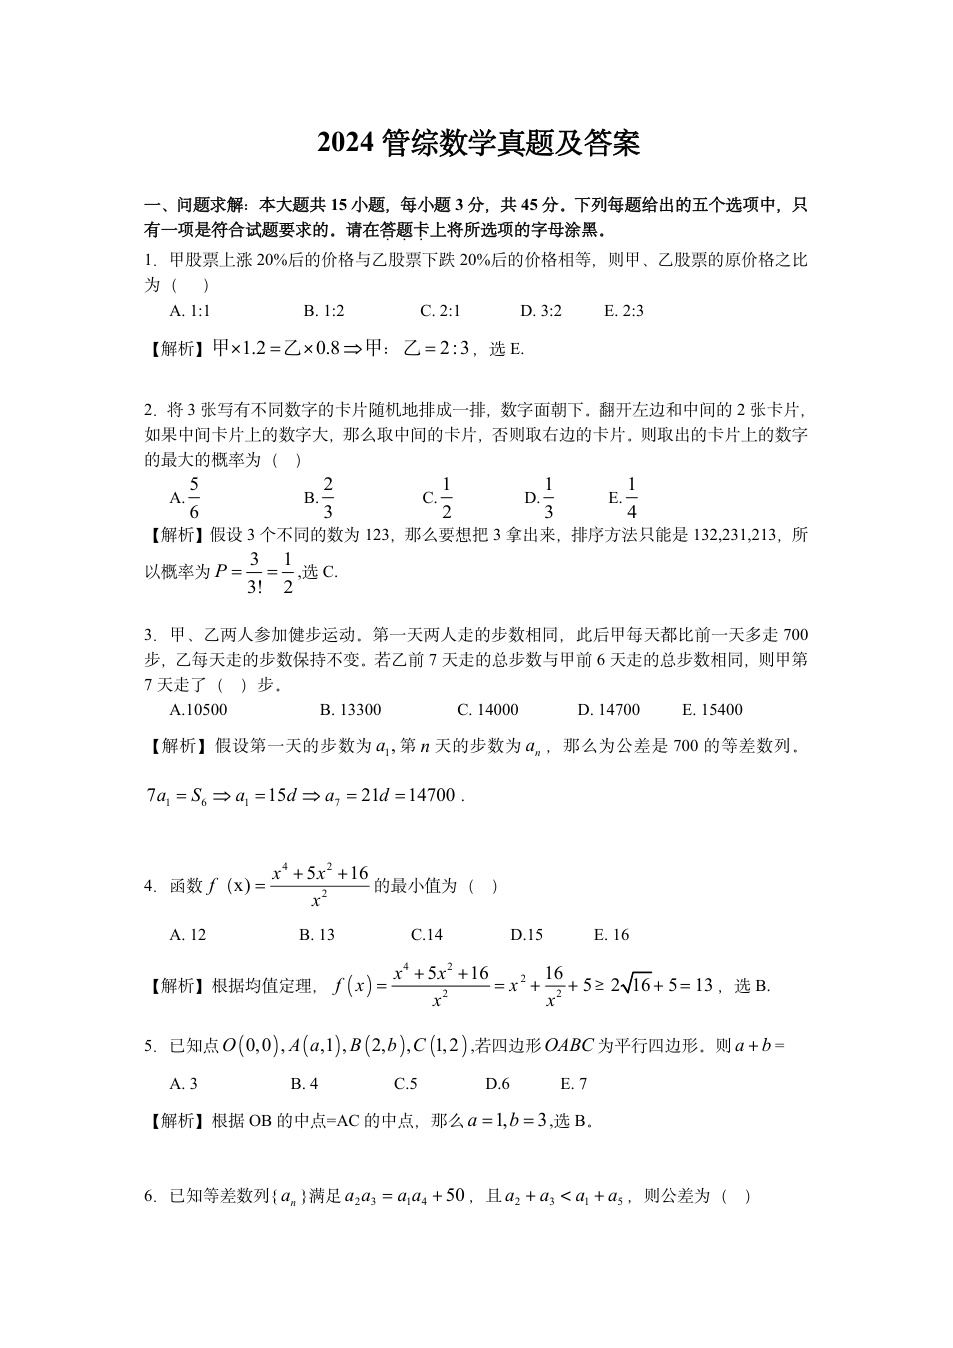 2024 管综数学真题及答案
一、问题求解：本大题共 15 小题，每小题 3 分，共 45 分。下列每题给出的五个选项中，只
有一项是符合试题要求的。请在答题卡上将所选项的字母涂黑。
1. 甲股票上涨 20%后的价格与乙股票下跌 20%后的价格相等，则甲、乙股票的原价格之比
为（ ）
A. 1:1 B. 1:2 C. 2:1 D. 3:2 E. 2:3
【解析】甲×1.2＝乙×0.8⇒甲：乙＝2:3，选 E.
2. 将 3 张写有不同数字的卡片随机地排成一排，数字面朝下。翻开左边和中间的 2 张卡片，
如果中间卡片上的数字大，那么取中间的卡片，否则取右边的卡片。则取出的卡片上的数字
的最大的概率为（ ）
A. 5/6 B. 2/3 C. 1/2 D. 1/3 E. 1/4
【解析】假设 3 个不同的数为 123，那么要想把 3 拿出来，排序方法只能是 132,231,213，所
以概率为 P = 3/3! = 1/2 ,选 C.
3. 甲、乙两人参加健步运动。第一天两人走的步数相同，此后甲每天都比前一天多走 700
步，乙每天走的步数保持不变。若乙前 7 天走的总步数与甲前 6 天走的总步数相同，则甲第
7 天走了（ ）步。
A.10500 B. 13300 C. 14000 D. 14700 E. 15400
【解析】假设第一天的步数为 a₁, 第 n 天的步数为 aₙ ，那么为公差是 700 的等差数列。
7a₁ = S₆ ⇒ a₁ = 15d ⇒ a₇ = 21d = 14700 .
4. 函数 f (x) = (x⁴ + 5x² + 16)/x² 的最小值为（ ）
A. 12 B. 13 C.14 D.15 E. 16
【解析】根据均值定理， f(x) = (x⁴ + 5x² + 16)/x² = x² + 16/x² + 5 ≥ 2√16 + 5 = 13 ，选 B.
5. 已知点 O(0,0), A(a,1), B(2,b), C(1,2) ,若四边形 OABC 为平行四边形。则 a + b =
A. 3 B. 4 C.5 D.6 E. 7
【解析】根据 OB 的中点=AC 的中点，那么 a = 1, b = 3 ,选 B。
6. 已知等差数列{ aₙ }满足 a₂a₃ = a₁a₄ + 50 ，且 a₂ + a₃ < a₁ + a₅ ，则公差为（ ）